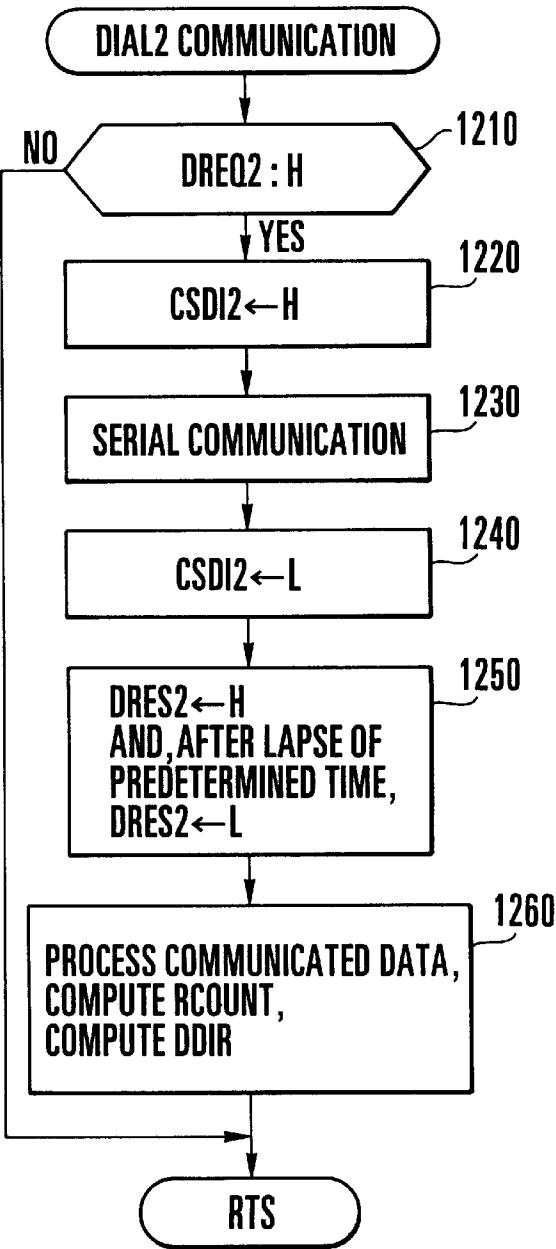 DIAL2 COMMUNICATION
1210
NO
DREQ2 : H
YES
1220
CSDI2←H
1230
SERIAL COMMUNICATION
1240
CSDI2←L
1250
DRES2←H
AND, AFTER LAPSE OF
PREDETERMINED TIME,
DRES2←L
1260
PROCESS COMMUNICATED DATA,
COMPUTE RCOUNT,
COMPUTE DDIR
RTS